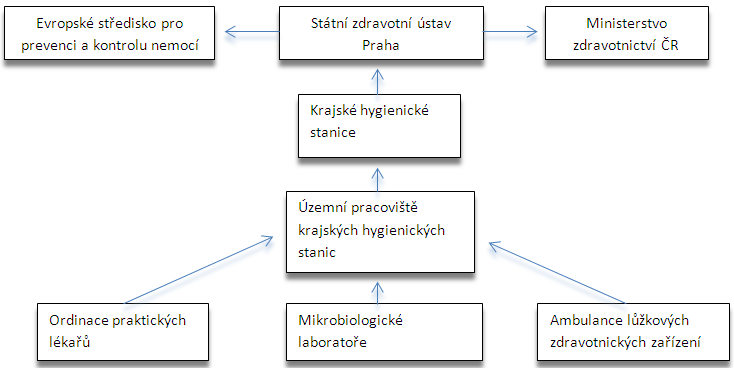 Evropské středisko pro
prevenci a kontrolu nemocí
Státní zdravotní ústav
Praha
Ministerstvo
zdravotnictví ČR
Krajské hygienické
stanice
Územní pracoviště
krajských hygienických
stanic
Ordinace praktických
lékařů
Mikrobiologické
laboratoře
Ambulance lůžkových
zdravotnických zařízení